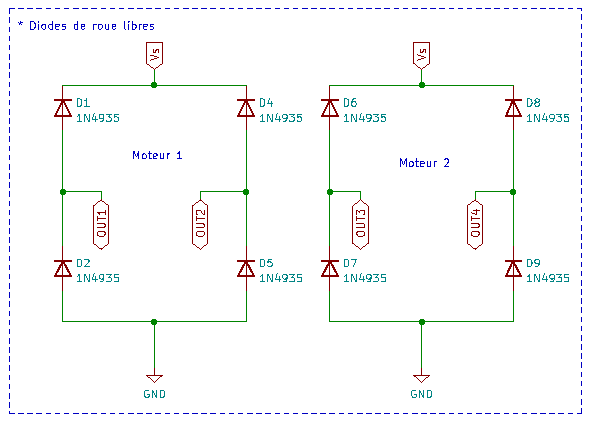 * Diodes de roue libres
Vs
Vs
D1
1N4935
D4
1N4935
D6
1N4935
D8
1N4935
Moteur 1
Moteur 2
OUT1
OUT2
OUT3
OUT4
D2
1N4935
D5
1N4935
D7
1N4935
D9
1N4935
GND
GND